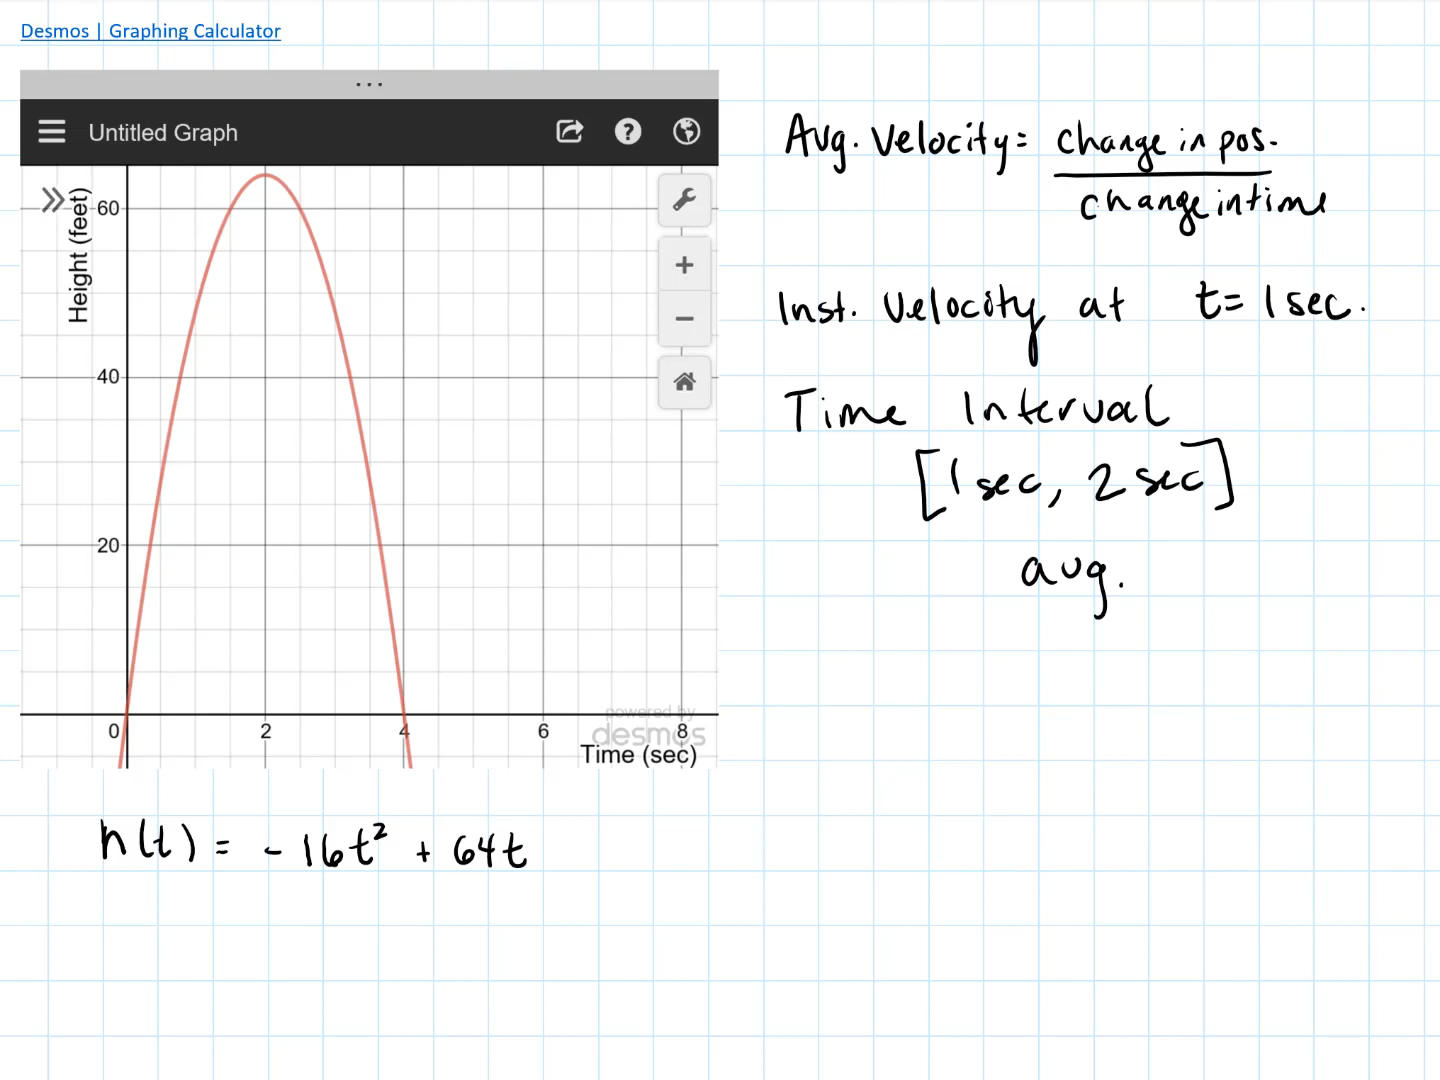 Desmos | Graphing Calculator
...
Untitled Graph
Height (feet)
60
40
20
0 2 4 6 8
powered by
desmos
Time (sec)
h(t) = -16t² + 64t
Avg. Velocity = change in pos.
change in time
Inst. Velocity at t = 1 sec.
Time Interval
[1 sec, 2 sec]
avg.